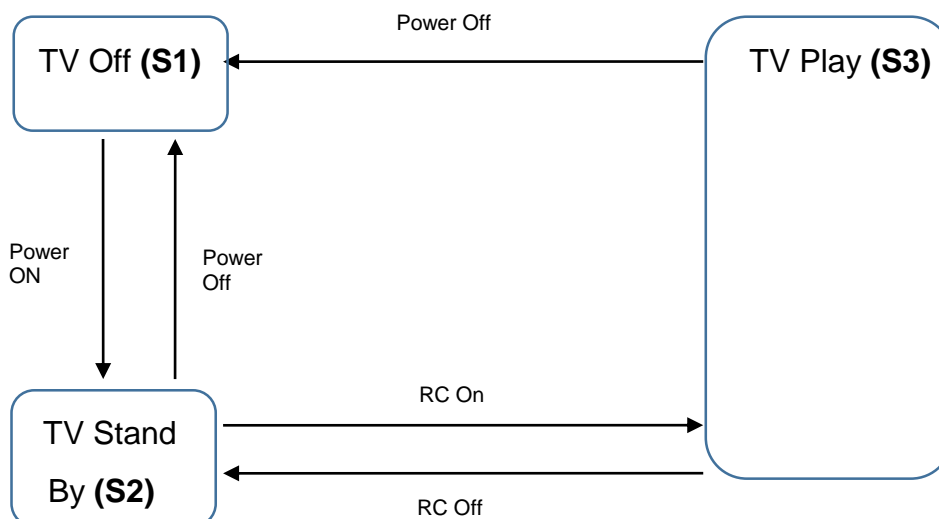 Power Off
TV Off (S1)
TV Play (S3)
Power
ON
Power
Off
RC On
TV Stand
By (S2)
RC Off